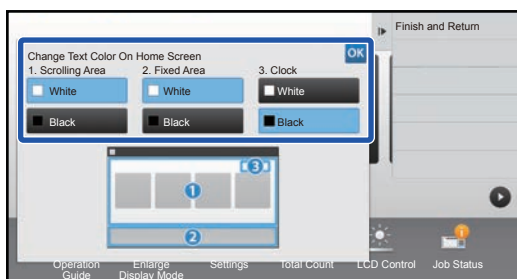 Finish and Return
OK
Change Text Color On Home Screen
1. Scrolling Area 2. Fixed Area 3. Clock
White White White
Black Black Black
3
1
2
Operation Guide Enlarge Display Mode Settings Total Count LCD Control Job Status